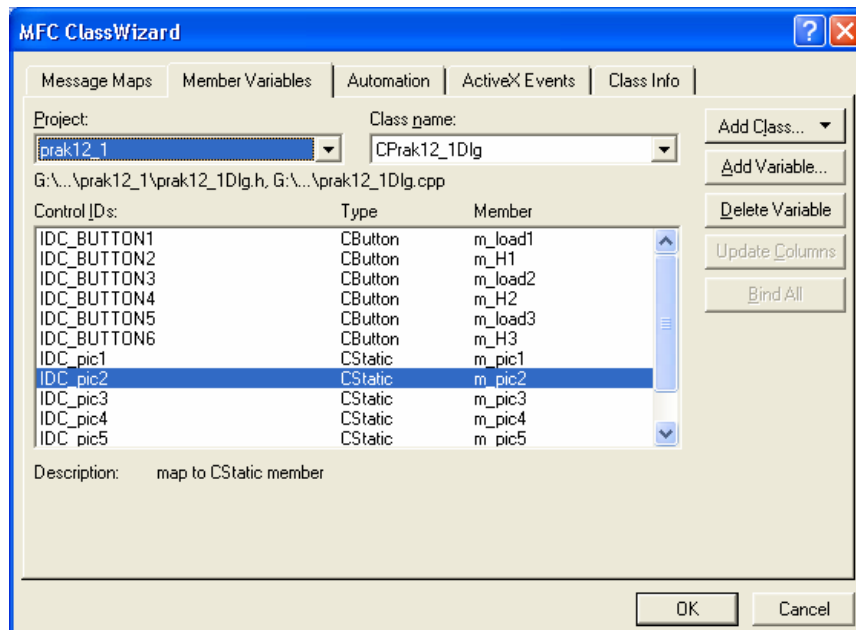 MFC ClassWizard
Message Maps Member Variables Automation ActiveX Events Class Info
Project: Class name:
prak12_1 CPrak12_1Dlg
Add Class...
G:\...\prak12_1\prak12_1Dlg.h, G:\...\prak12_1Dlg.cpp
Add Variable...
Control IDs: Type Member
Delete Variable
IDC_BUTTON1 CButton m_load1
IDC_BUTTON2 CButton m_H1
IDC_BUTTON3 CButton m_load2
IDC_BUTTON4 CButton m_H2
IDC_BUTTON5 CButton m_load3
IDC_BUTTON6 CButton m_H3
IDC_pic1 CStatic m_pic1
IDC_pic2 CStatic m_pic2
IDC_pic3 CStatic m_pic3
IDC_pic4 CStatic m_pic4
IDC_pic5 CStatic m_pic5
Update Columns
Bind All
Description: map to CStatic member
OK Cancel